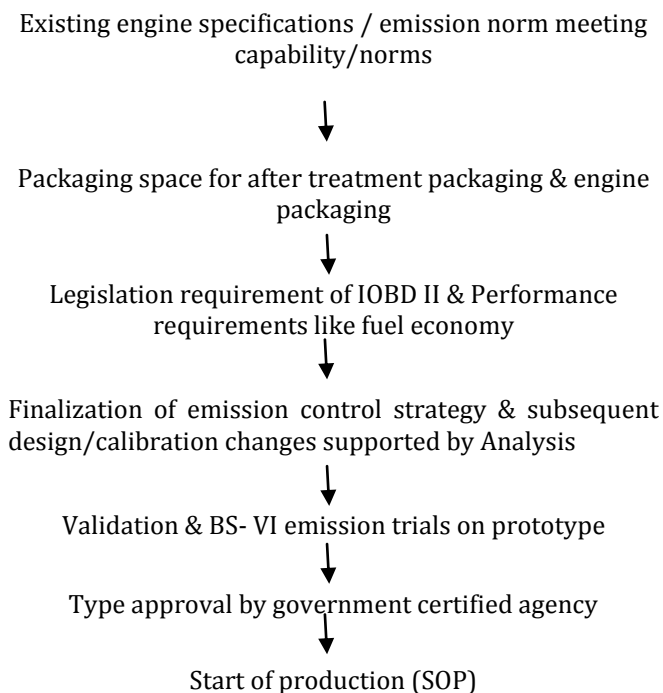 Existing engine specifications / emission norm meeting
capability/norms
Packaging space for after treatment packaging & engine
packaging
Legislation requirement of IOBD II & Performance
requirements like fuel economy
Finalization of emission control strategy & subsequent
design/calibration changes supported by Analysis
Validation & BS- VI emission trials on prototype
Type approval by government certified agency
Start of production (SOP)